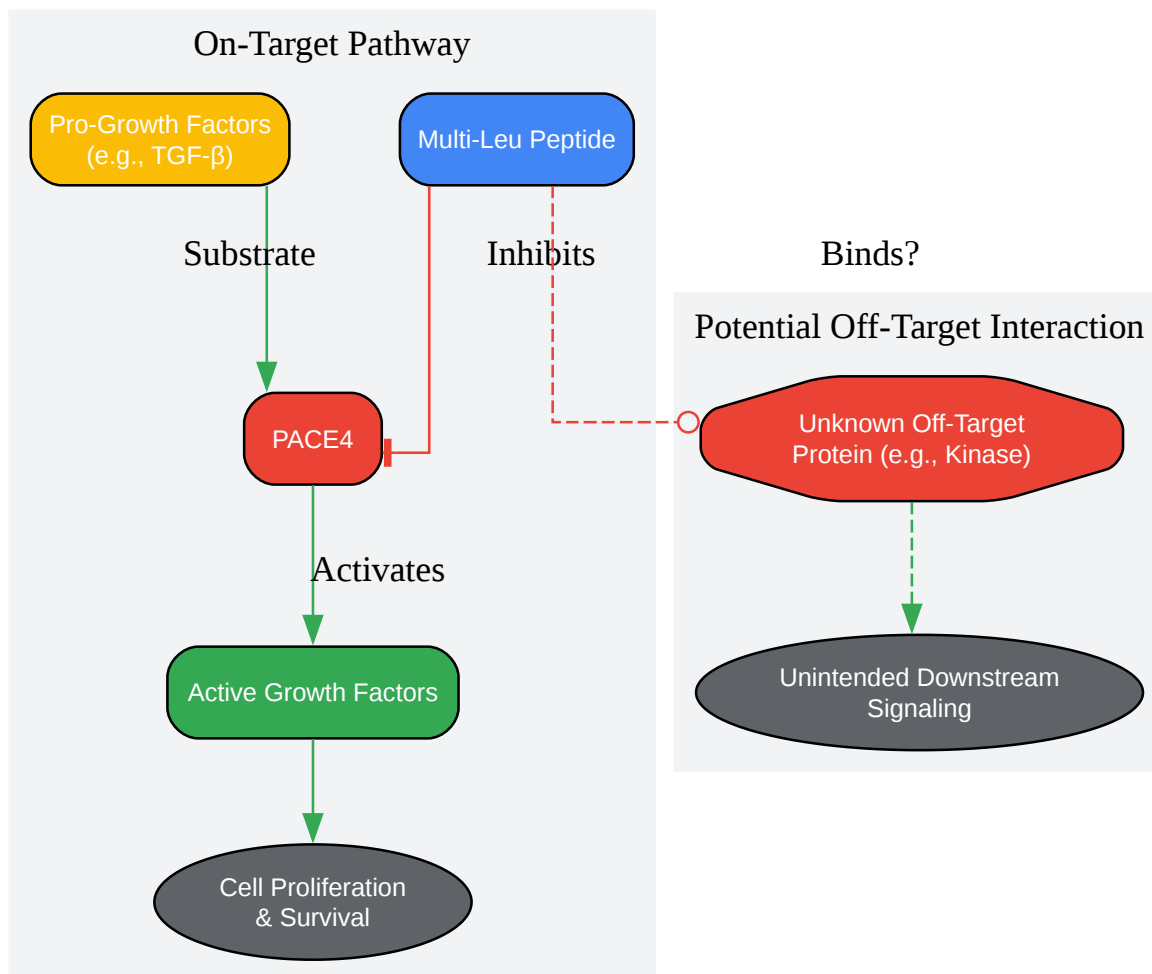 On-Target Pathway
Pro-Growth Factors
(e.g., TGF-β)
Multi-Leu Peptide
Substrate
Inhibits
Binds?
Potential Off-Target Interaction
PACE4
Unknown Off-Target
Protein (e.g., Kinase)
Activates
Active Growth Factors
Unintended Downstream
Signaling
Cell Proliferation
& Survival